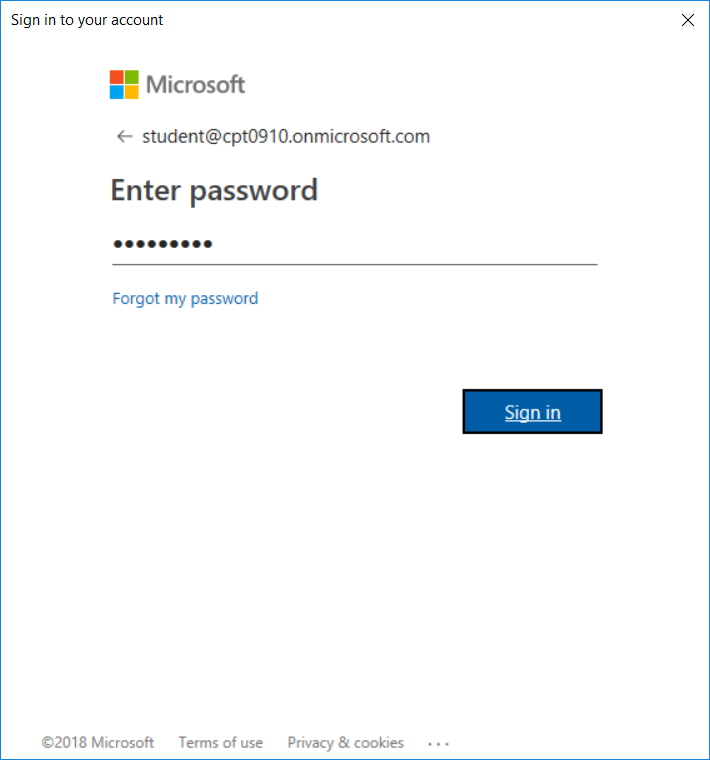 Sign in to your account
Microsoft
student@cpt0910.onmicrosoft.com
Enter password
•••••••••
Forgot my password
Sign in
©2018 Microsoft Terms of use Privacy & cookies ...